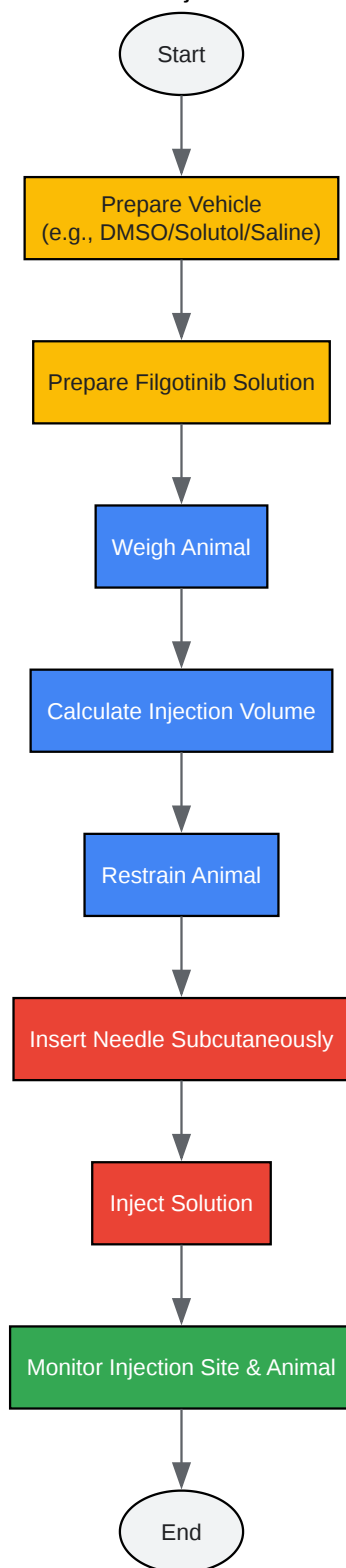 Start
Prepare Vehicle
(e.g., DMSO/Solutol/Saline)
Prepare Filgotinib Solution
Weigh Animal
Calculate Injection Volume
Restrain Animal
Insert Needle Subcutaneously
Inject Solution
Monitor Injection Site & Animal
End